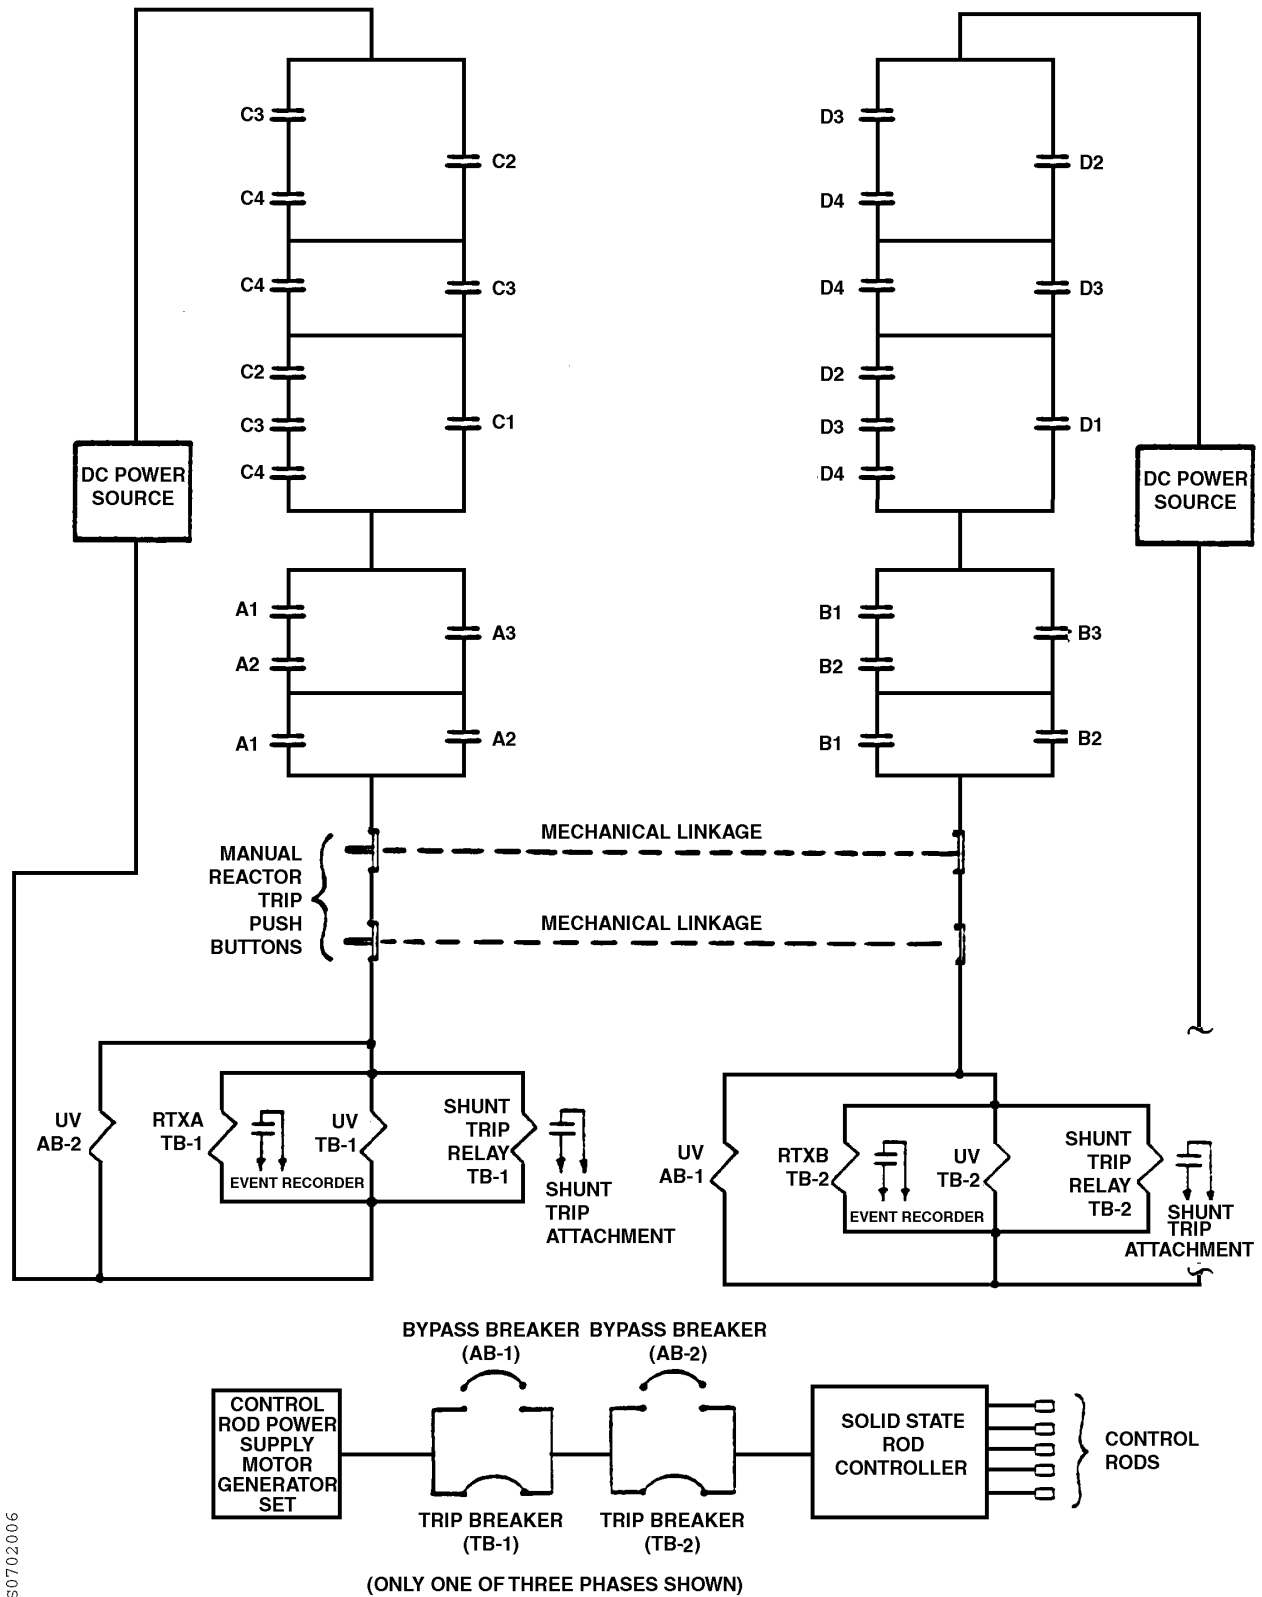 C3
C2
C4
C4
C3
C2
C3
C1
C4
DC POWER
SOURCE
A1
A3
A2
A1
A2
D3
D2
D4
D4
D3
D2
D3
D1
D4
DC POWER
SOURCE
B1
B3
B2
B1
B2
MANUAL
REACTOR
TRIP
PUSH
BUTTONS
MECHANICAL LINKAGE
MECHANICAL LINKAGE
UV
AB-2
RTXA
TB-1
EVENT RECORDER
UV
TB-1
SHUNT
TRIP
RELAY
TB-1
SHUNT
TRIP
ATTACHMENT
UV
AB-1
RTXB
TB-2
EVENT RECORDER
UV
TB-2
SHUNT
TRIP
RELAY
TB-2
SHUNT
TRIP
ATTACHMENT
BYPASS BREAKER
(AB-1)
BYPASS BREAKER
(AB-2)
CONTROL
ROD POWER
SUPPLY
MOTOR
GENERATOR
SET
TRIP BREAKER
(TB-1)
TRIP BREAKER
(TB-2)
SOLID STATE
ROD
CONTROLLER
CONTROL
RODS
(ONLY ONE OF THREE PHASES SHOWN)
S0702006